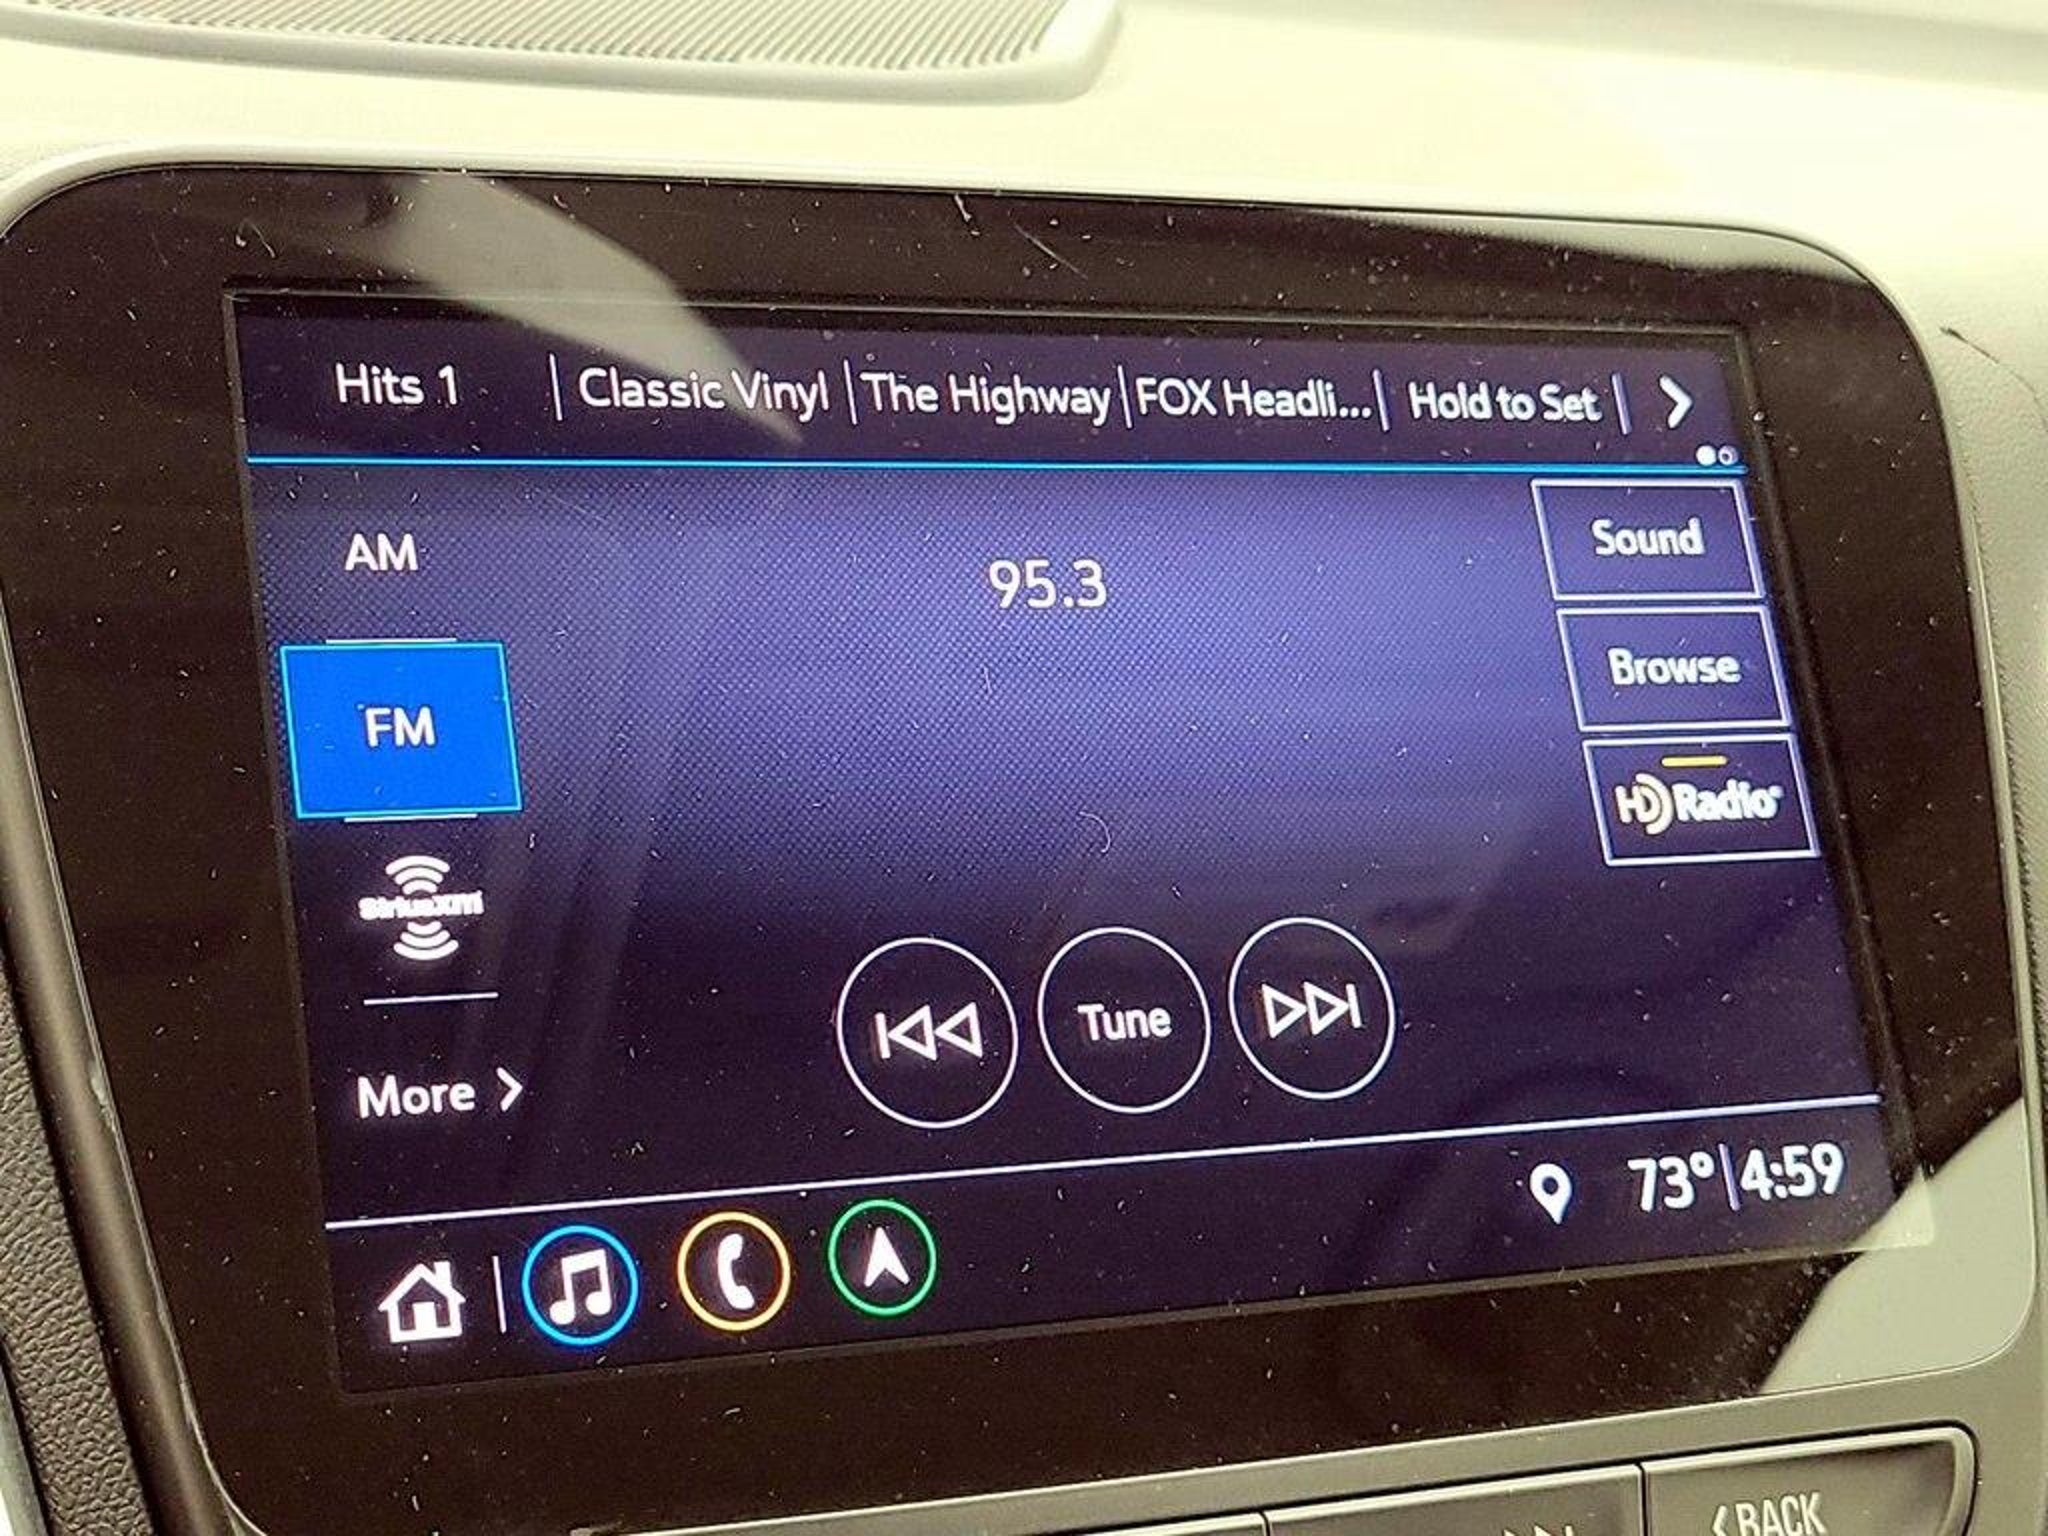 Hits 1 | Classic Vinyl | The Highway | FOX Headli... | Hold to Set |
AM
95.3
Sound
FM
Browse
HD Radio
siriusxm
Tune
More
73° | 4:59
BACK